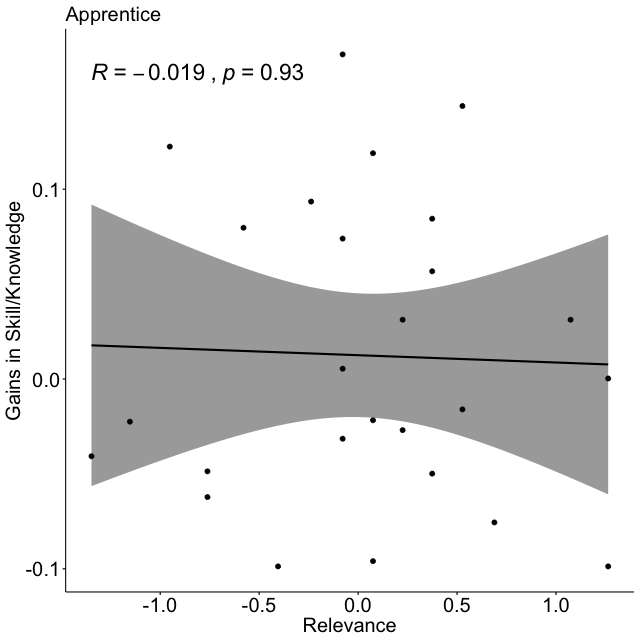 Apprentice
R = −0.019 , p = 0.93
0.1
0.0
-0.1
Gains in Skill/Knowledge
-1.0 -0.5 0.0 0.5 1.0
Relevance